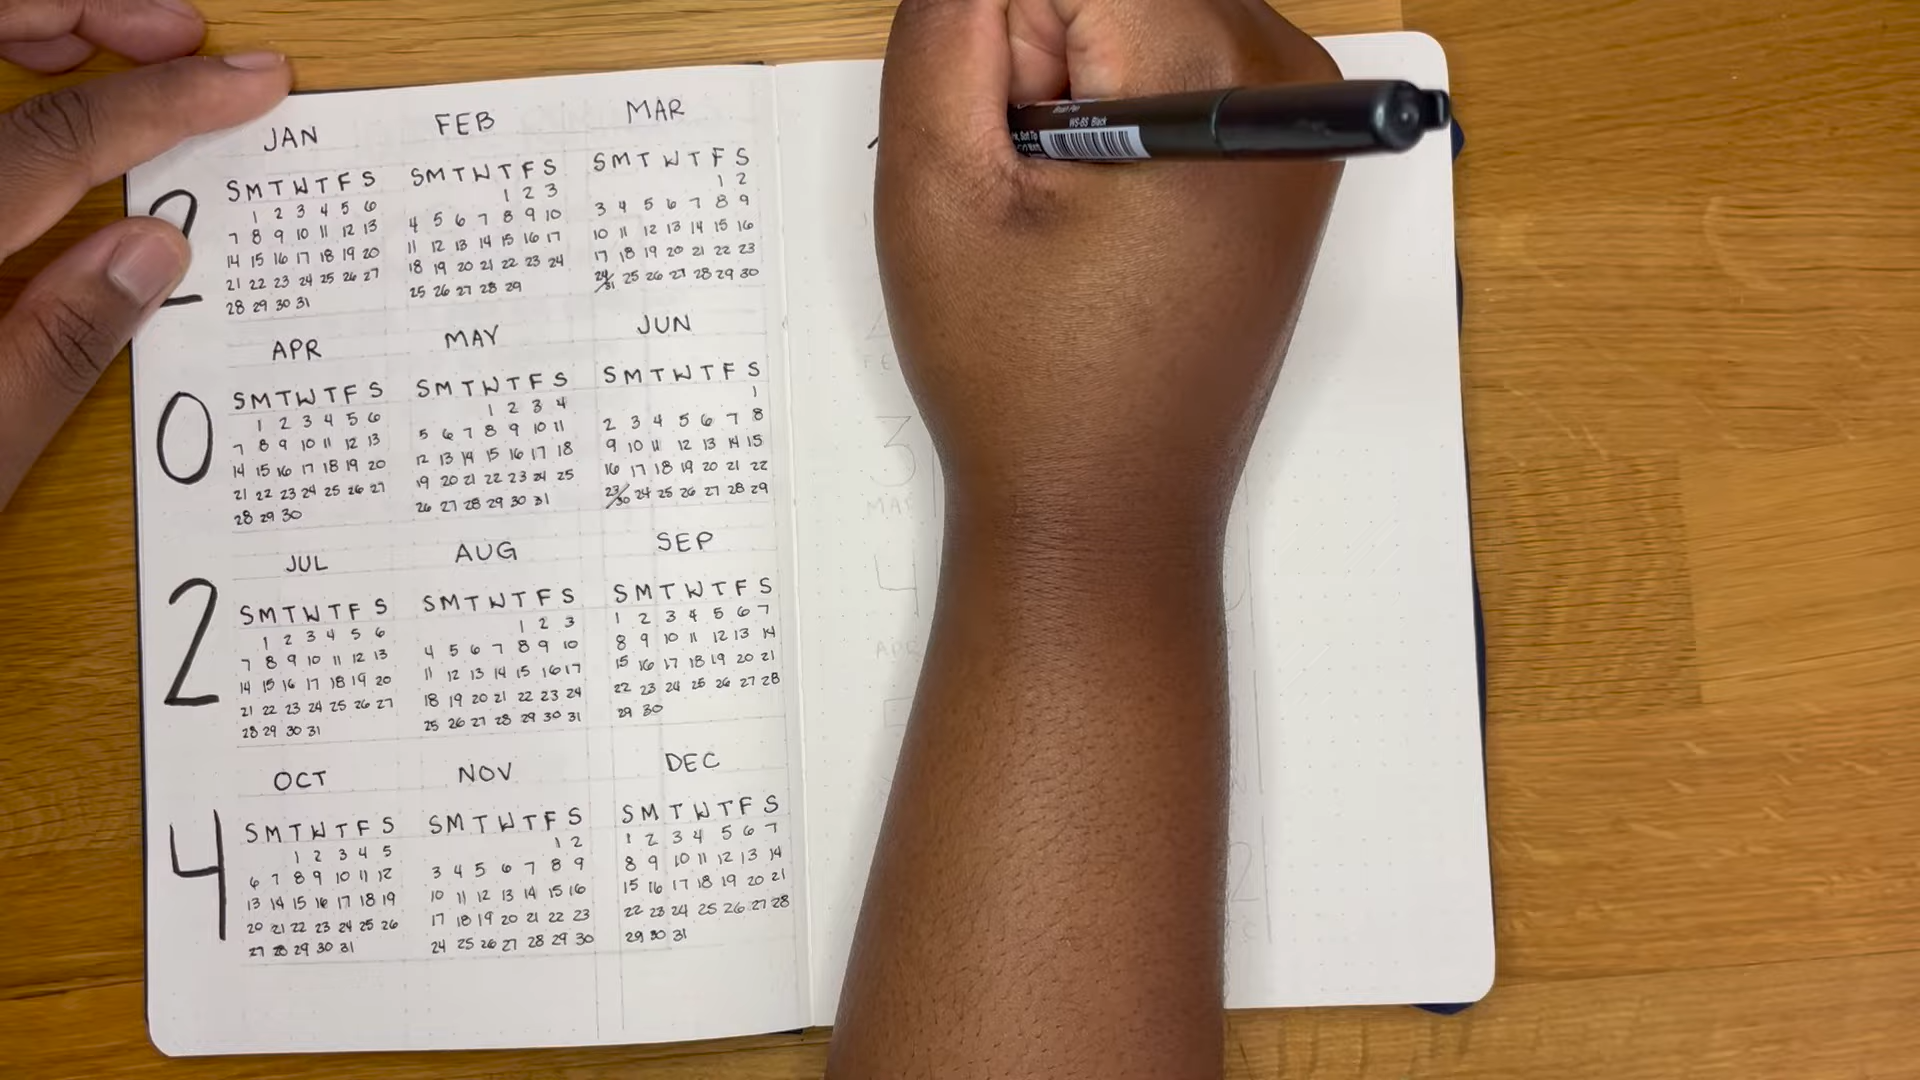 JAN
S M T W T F S
1 2 3 4 5 6
7 8 9 10 11 12 13
14 15 16 17 18 19 20
21 22 23 24 25 26 27
28 29 30 31
FEB
S M T W T F S
1 2 3
4 5 6 7 8 9 10
11 12 13 14 15 16 17
18 19 20 21 22 23 24
25 26 27 28 29
MAR
S M T W T F S
1 2
3 4 5 6 7 8 9
10 11 12 13 14 15 16
17 18 19 20 21 22 23
24/31 25 26 27 28 29 30
2
APR
S M T W T F S
1 2 3 4 5 6
7 8 9 10 11 12 13
14 15 16 17 18 19 20
21 22 23 24 25 26 27
28 29 30
MAY
S M T W T F S
1 2 3 4
5 6 7 8 9 10 11
12 13 14 15 16 17 18
19 20 21 22 23 24 25
26 27 28 29 30 31
JUN
S M T W T F S
1
2 3 4 5 6 7 8
9 10 11 12 13 14 15
16 17 18 19 20 21 22
23/30 24 25 26 27 28 29
0
JUL
S M T W T F S
1 2 3 4 5 6
7 8 9 10 11 12 13
14 15 16 17 18 19 20
21 22 23 24 25 26 27
28 29 30 31
AUG
S M T W T F S
1 2 3
4 5 6 7 8 9 10
11 12 13 14 15 16 17
18 19 20 21 22 23 24
25 26 27 28 29 30 31
SEP
S M T W T F S
1 2 3 4 5 6 7
8 9 10 11 12 13 14
15 16 17 18 19 20 21
22 23 24 25 26 27 28
29 30
2
OCT
S M T W T F S
1 2 3 4 5
6 7 8 9 10 11 12
13 14 15 16 17 18 19
20 21 22 23 24 25 26
27 28 29 30 31
NOV
S M T W T F S
1 2
3 4 5 6 7 8 9
10 11 12 13 14 15 16
17 18 19 20 21 22 23
24 25 26 27 28 29 30
DEC
S M T W T F S
1 2 3 4 5 6 7
8 9 10 11 12 13 14
15 16 17 18 19 20 21
22 23 24 25 26 27 28
29 30 31
4
3
MAR
4
APR
2
Brush Pen
WS-BS Black